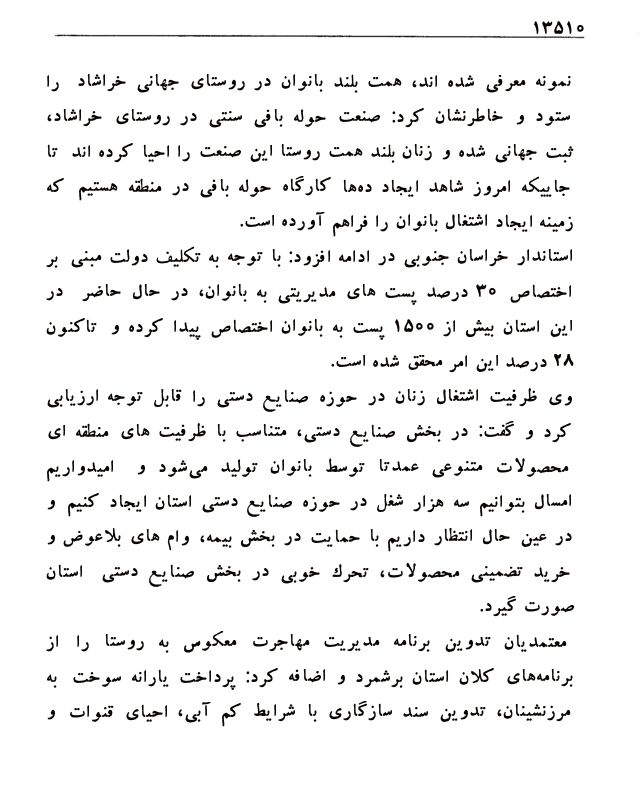 ۱۳۵۱۰
نمونه معرفی شده اند، همت بلند بانوان در روستای جهانی خراشاد را
ستود و خاطرنشان کرد: صنعت حوله بافی سنتی در روستای خراشاد،
ثبت جهانی شده و زنان بلند همت روستا این صنعت را احیا کرده اند تا
جاییکه امروز شاهد ایجاد ده‌ها کارگاه حوله بافی در منطقه هستیم که
زمینه ایجاد اشتغال بانوان را فراهم آورده است.
استاندار خراسان جنوبی در ادامه افزود: با توجه به تکلیف دولت مبنی بر
اختصاص ۳۰ درصد پست های مدیریتی به بانوان، در حال حاضر در
این استان بیش از ۱۵۰۰ پست به بانوان اختصاص پیدا کرده و تاکنون
۲۸ درصد این امر محقق شده است.
وی ظرفیت اشتغال زنان در حوزه صنایع دستی را قابل توجه ارزیابی
کرد و گفت: در بخش صنایع دستی، متناسب با ظرفیت های منطقه ای
محصولات متنوعی عمدتا توسط بانوان تولید می‌شود و امیدواریم
امسال بتوانیم سه هزار شغل در حوزه صنایع دستی استان ایجاد کنیم و
در عین حال انتظار داریم با حمایت در بخش بیمه، وام های بلاعوض و
خرید تضمینی محصولات، تحرک خوبی در بخش صنایع دستی استان
صورت گیرد.
معتمدیان تدوین برنامه مدیریت مهاجرت معکوس به روستا را از
برنامه‌های کلان استان برشمرد و اضافه کرد: پرداخت یارانه سوخت به
مرزنشینان، تدوین سند سازگاری با شرایط کم آبی، احیای قنوات و